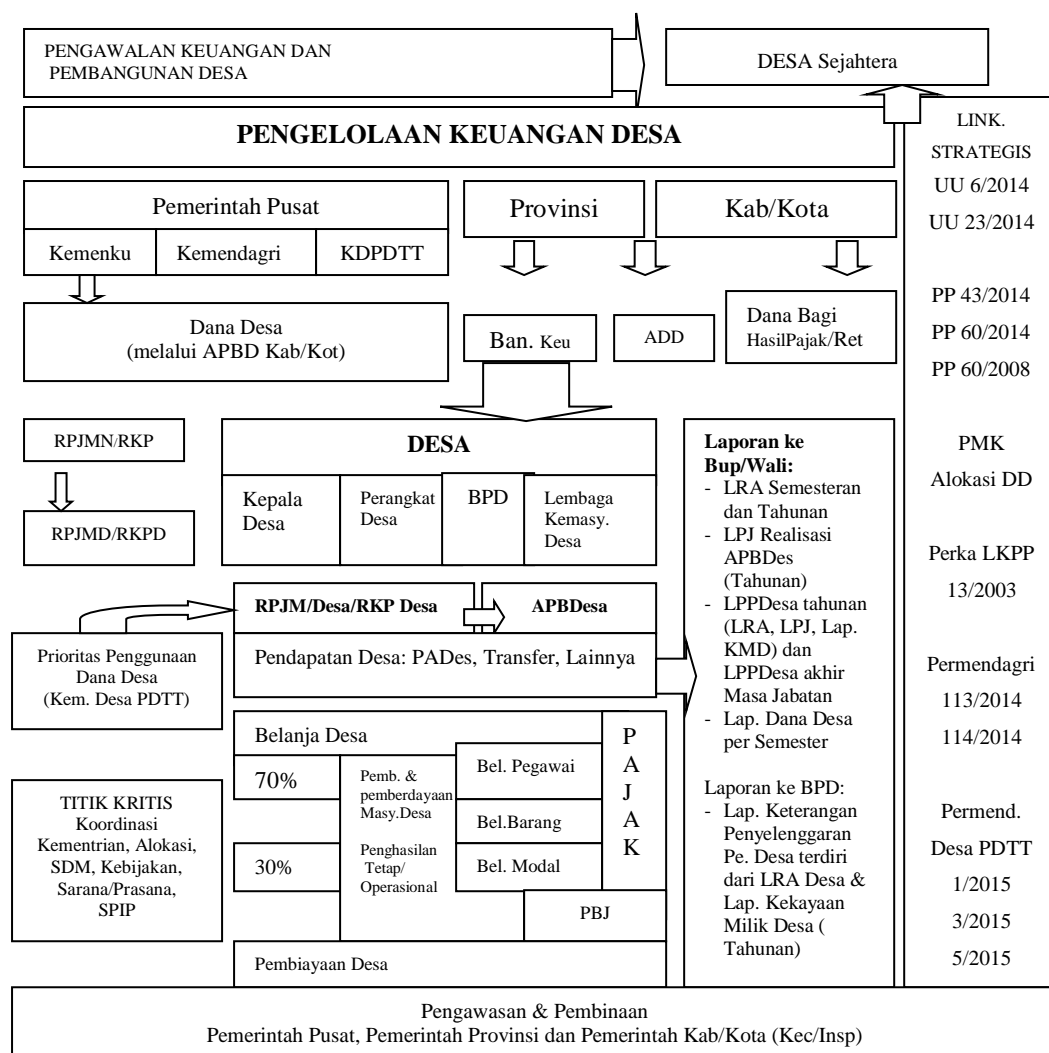 PENGAWALAN KEUANGAN DAN
PEMBANGUNAN DESA
DESA Sejahtera
PENGELOLAAN KEUANGAN DESA
Pemerintah Pusat
Kemenku
Kemendagri
KDPDTT
Provinsi
Kab/Kota
Dana Desa
(melalui APBD Kab/Kot)
Ban. Keu
ADD
Dana Bagi
HasilPajak/Ret
RPJMN/RKP
RPJMD/RKPD
DESA
Kepala
Desa
Perangkat
Desa
BPD
Lembaga
Kemasy.
Desa
RPJM/Desa/RKP Desa
APBDesa
Prioritas Penggunaan
Dana Desa
(Kem. Desa PDTT)
Pendapatan Desa: PADes, Transfer, Lainnya
Belanja Desa
70%
30%
Pemb. &
pemberdayaan
Masy.Desa
Penghasilan
Tetap/
Operasional
Bel. Pegawai
Bel.Barang
Bel. Modal
P
A
J
A
K
PBJ
Pembiayaan Desa
TITIK KRITIS
Koordinasi
Kementrian, Alokasi,
SDM, Kebijakan,
Sarana/Prasana,
SPIP
Laporan ke
Bup/Wali:
- LRA Semesteran
dan Tahunan
- LPJ Realisasi
APBDes
(Tahunan)
- LPPDesa tahunan
(LRA, LPJ, Lap.
KMD) dan
LPPDesa akhir
Masa Jabatan
- Lap. Dana Desa
per Semester
Laporan ke BPD:
- Lap. Keterangan
Penyelenggaran
Pe. Desa terdiri
dari LRA Desa &
Lap. Kekayaan
Milik Desa (
Tahunan)
LINK.
STRATEGIS
UU 6/2014
UU 23/2014
PP 43/2014
PP 60/2014
PP 60/2008
PMK
Alokasi DD
Perka LKPP
13/2003
Permendagri
113/2014
114/2014
Permend.
Desa PDTT
1/2015
3/2015
5/2015
Pengawasan & Pembinaan
Pemerintah Pusat, Pemerintah Provinsi dan Pemerintah Kab/Kota (Kec/Insp)